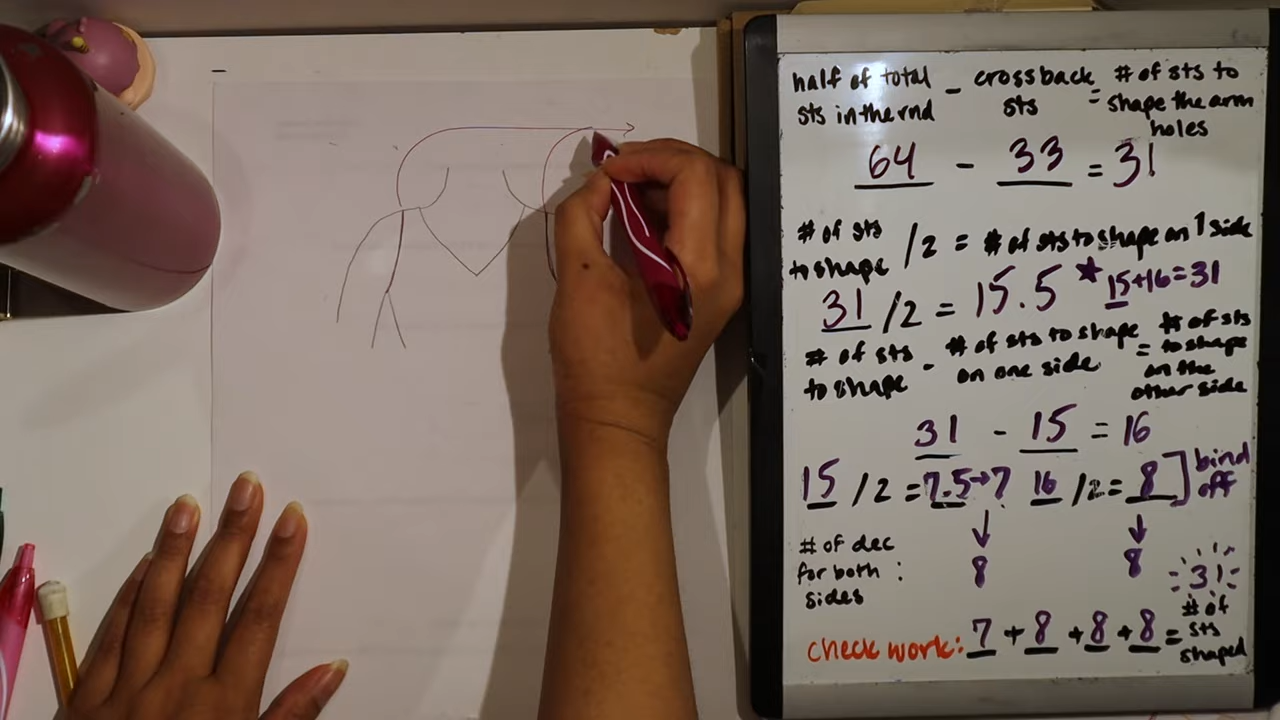 half of total - crossback = # of sts to
sts in the rnd sts shape the arm
holes
64 - 33 = 31
# of sts /2 = # of sts to shape on 1 side
to shape
31 /2 = 15.5 * 15+16=31
# of sts - # of sts to shape = # of sts
to shape on one side to shape
on the
other side
31 - 15 = 16
15 /2 = 7.5→7 16 /2 = 8 ] bind
off
# of dec ↓ ↓
for both : 8 8
sides
31
# of
sts
shaped
check work: 7 + 8 + 8 + 8 =